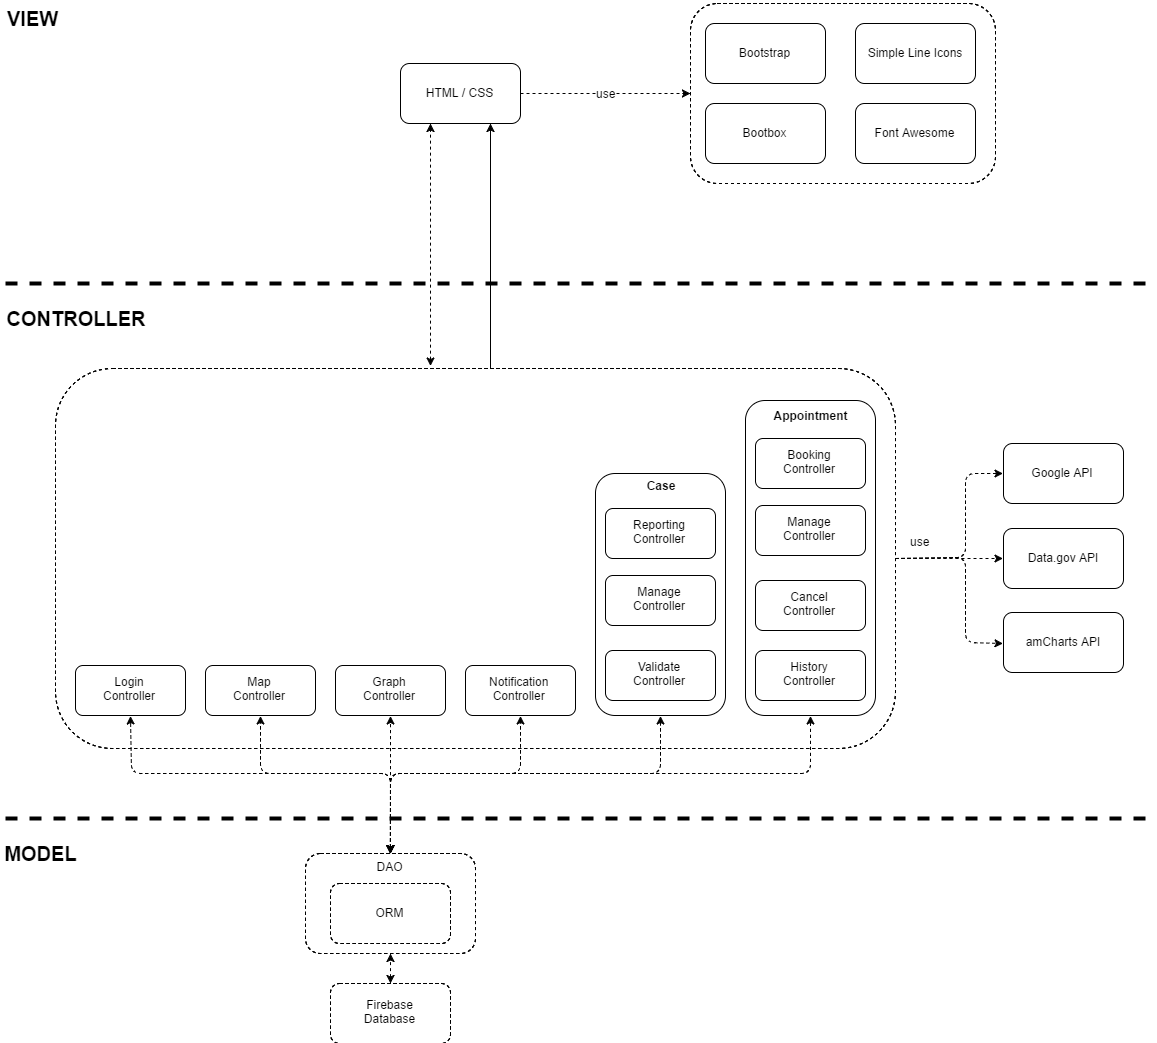 VIEW
HTML / CSS
use
Bootstrap
Simple Line Icons
Bootbox
Font Awesome
CONTROLLER
Appointment
Booking
Controller
Manage
Controller
Cancel
Controller
History
Controller
Case
Reporting
Controller
Manage
Controller
Validate
Controller
Login
Controller
Map
Controller
Graph
Controller
Notification
Controller
use
Google API
Data.gov API
amCharts API
MODEL
DAO
ORM
Firebase
Database